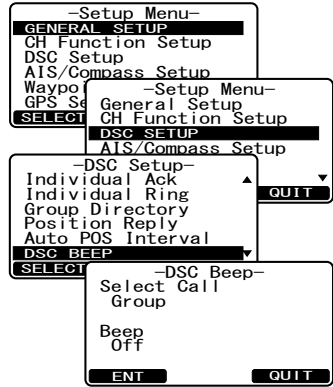 –Setup Menu–
GENERAL SETUP
CH Function Setup
DSC Setup
AIS/Compass Setup
Waypoi
GPS Se
SELECT
–Setup Menu–
General Setup
CH Function Setup
DSC SETUP
AIS/Compass Setup
QUIT
–DSC Setup–
Individual Ack
Individual Ring
Group Directory
Position Reply
Auto POS Interval
DSC BEEP
SELECT
–DSC Beep–
Select Call
Group
Beep
Off
ENT QUIT